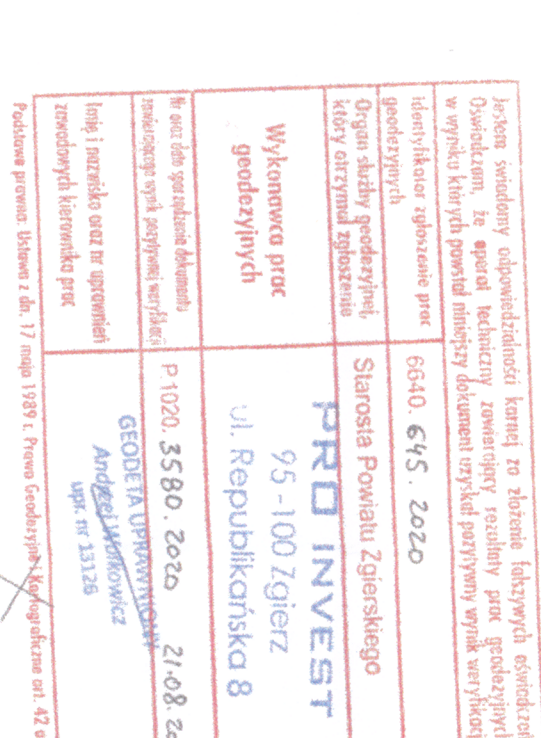 Jestem świadomy odpowiedzialności karnej za złożenie fałszywych oświadczeń
Oświadczam, że operat techniczny zawierający rezultaty prac geodezyjnych
w wyniku których powstał niniejszy dokument uzyskał pozytywny wynik weryfikacji
Identyfikator zgłoszenie prac
geodezyjnych
6640. 645. 2020
Organ służby geodezyjnej,
który otrzymał zgłoszenie
Starosta Powiatu Zgierskiego
Wykonawca prac
geodezyjnych
PRO INVEST
95-100 Zgierz
ul. Republikańska 8
Nr oraz data sporządzenia dokumentu
zawierającego wynik pozytywnej weryfikacji
P.1020. 3580. 2020 21.08.20
Imię i nazwisko oraz nr uprawnień
zawodowych kierownika prac
GEODETA UPRAWNIONY
Andrzej
upr. nr 13126
Podstawa prawna: Ustawa z dn. 17 maja 1989 r. Prawo Geodezyjne i Kartograficzne art. 42